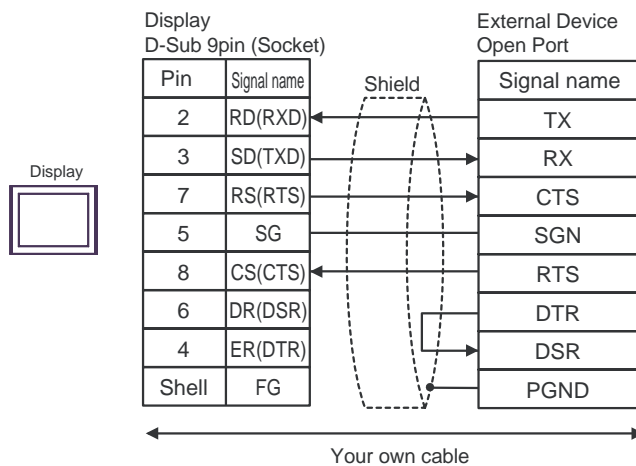 Display
D-Sub 9pin (Socket)
External Device
Open Port
Pin Signal name Shield Signal name
2 RD(RXD) TX
3 SD(TXD) RX
Display
7 RS(RTS) CTS
5 SG SGN
8 CS(CTS) RTS
6 DR(DSR) DTR
4 ER(DTR) DSR
Shell FG PGND
Your own cable